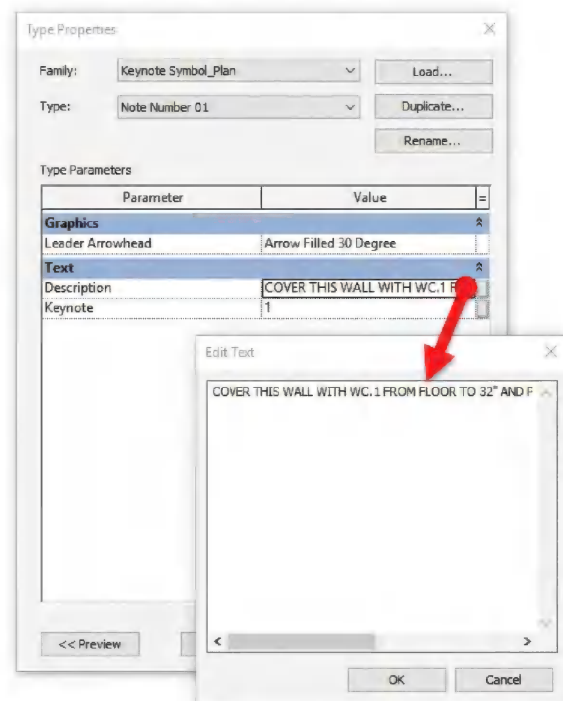 Type Properties
Family: Keynote Symbol_Plan Load...
Type: Note Number 01 Duplicate...
Rename...
Type Parameters
Parameter Value =
Graphics
Leader Arrowhead Arrow Filled 30 Degree
Text
Description COVER THIS WALL WITH WC.1
Keynote 1
Edit Text
COVER THIS WALL WITH WC.1 FROM FLOOR TO 32" AND
<< Preview
OK Cancel